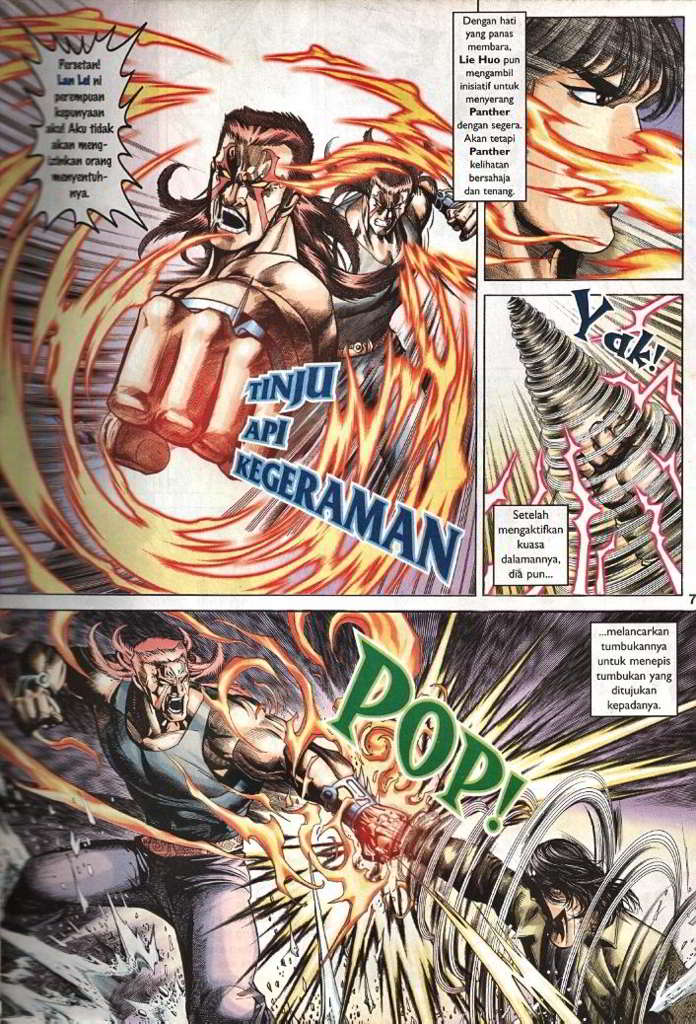 Persetan!
Lan Lei ni
perempuan
kepunyaan
aku! Aku tidak
akan meng-
izinkan orang
menyentuh-
nya.
Dengan hati
yang panas
membara,
Lie Huo pun
mengambil
inisiatif untuk
menyerang
Panther
dengan segera.
Akan tetapi
Panther
kelihatan
bersahaja
dan tenang.
TINJU
API
KEGERAMAN
Yak!
Setelah
mengaktifkan
kuasa
dalamannya,
dia pun...
7
...melancarkan
tumbukannya
untuk menepis
tumbukan yang
ditujukan
kepadanya.
POP!